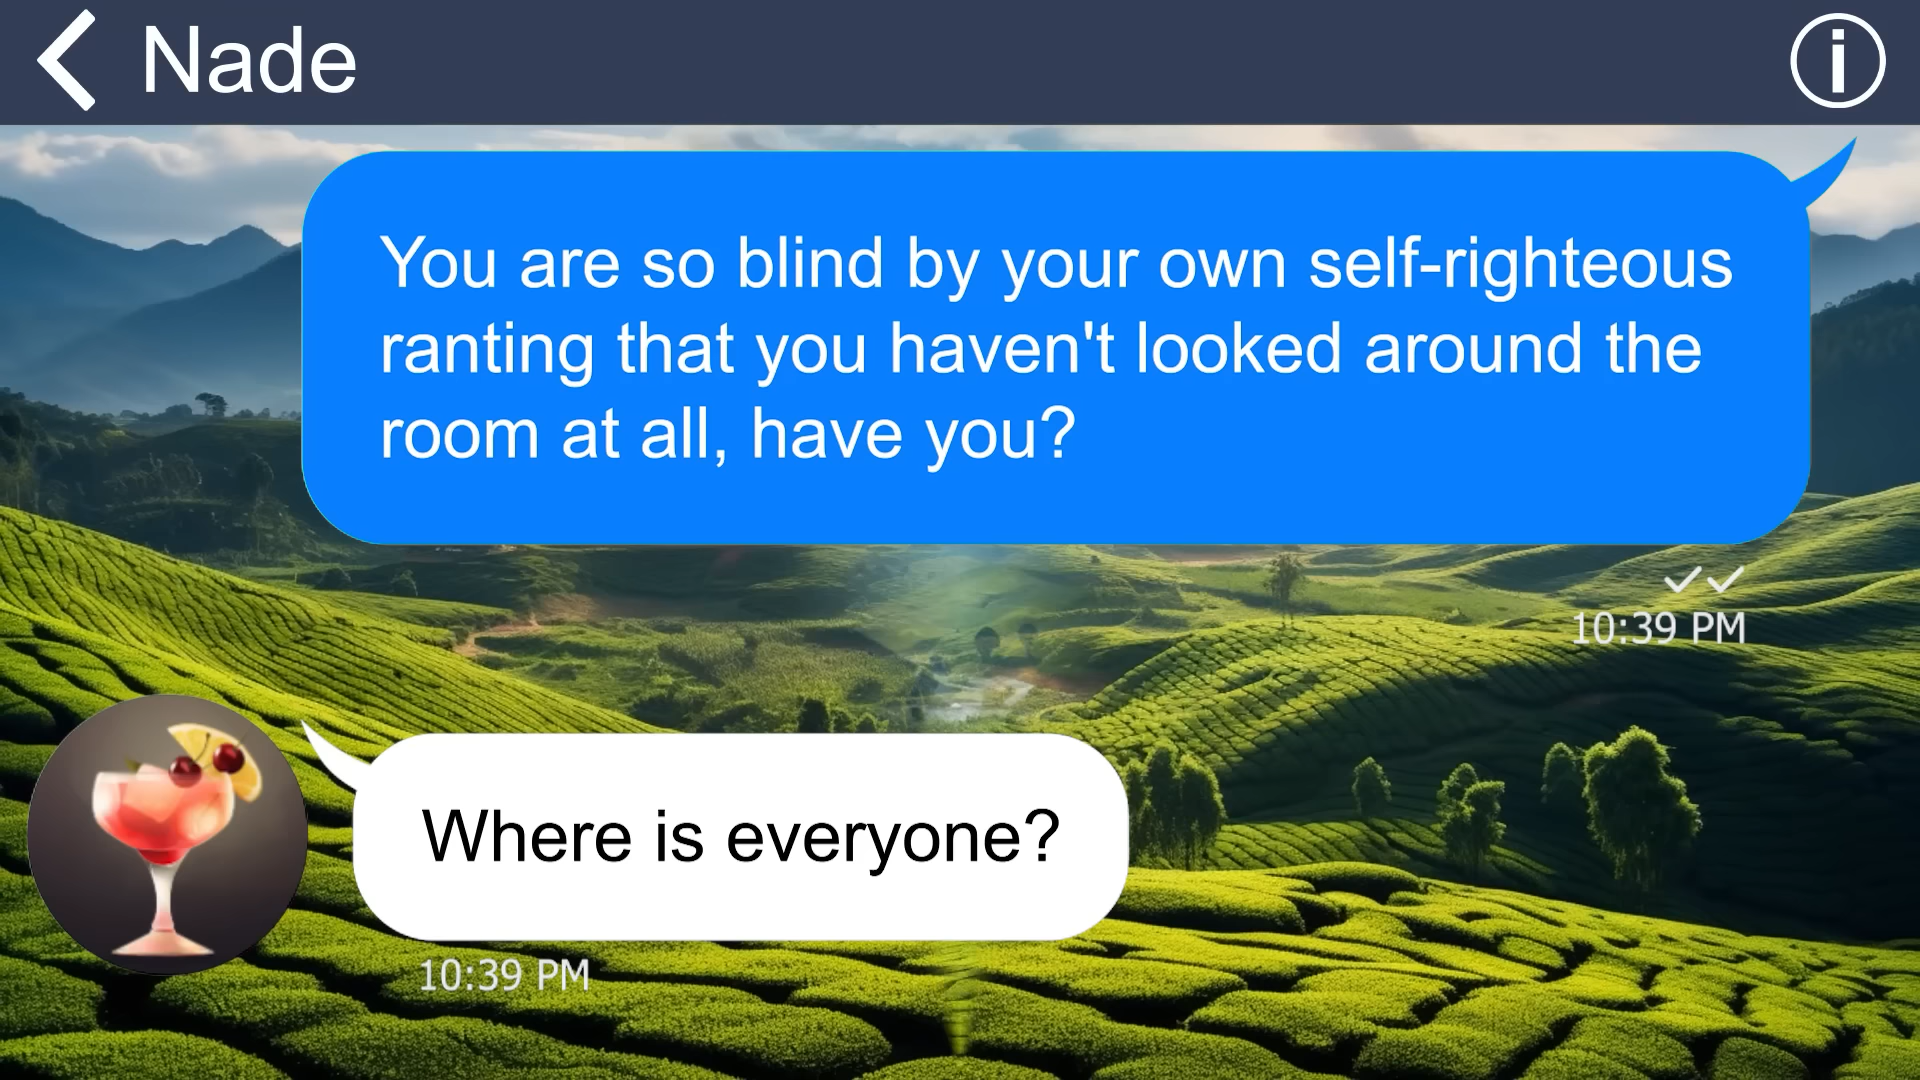 Nade
You are so blind by your own self-righteous
ranting that you haven't looked around the
room at all, have you?
10:39 PM
Where is everyone?
10:39 PM